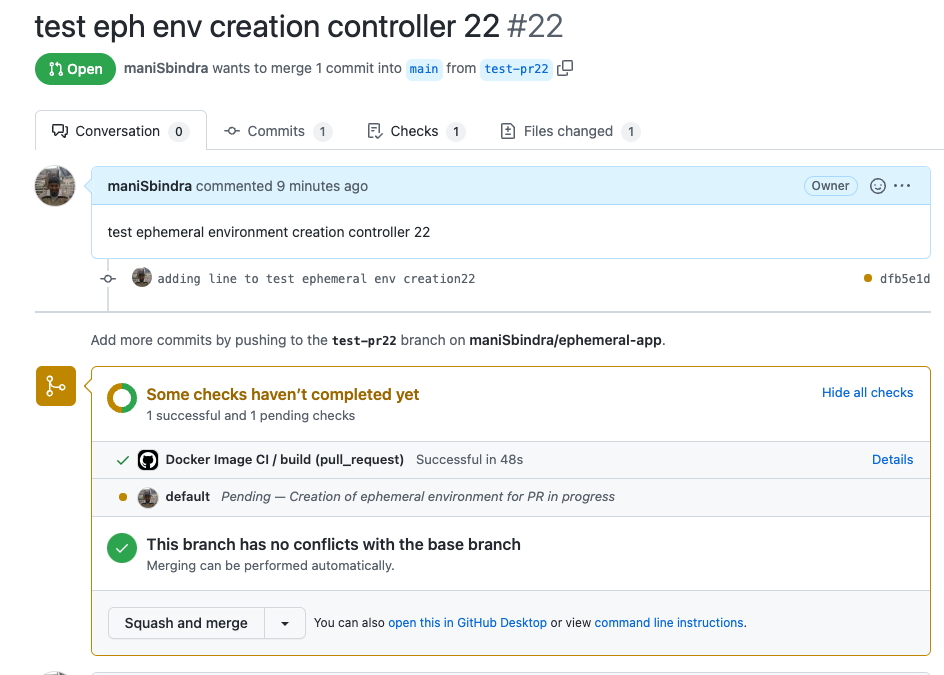 test eph env creation controller 22 #22
Open maniSbindra wants to merge 1 commit into main from test-pr22
Conversation 0 Commits 1 Checks 1 Files changed 1
maniSbindra commented 9 minutes ago Owner
test ephemeral environment creation controller 22
adding line to test ephemeral env creation22 dfb5e1d
Add more commits by pushing to the test-pr22 branch on maniSbindra/ephemeral-app.
Some checks haven’t completed yet Hide all checks
1 successful and 1 pending checks
Docker Image CI / build (pull_request) Successful in 48s Details
default Pending — Creation of ephemeral environment for PR in progress
This branch has no conflicts with the base branch
Merging can be performed automatically.
Squash and merge You can also open this in GitHub Desktop or view command line instructions.